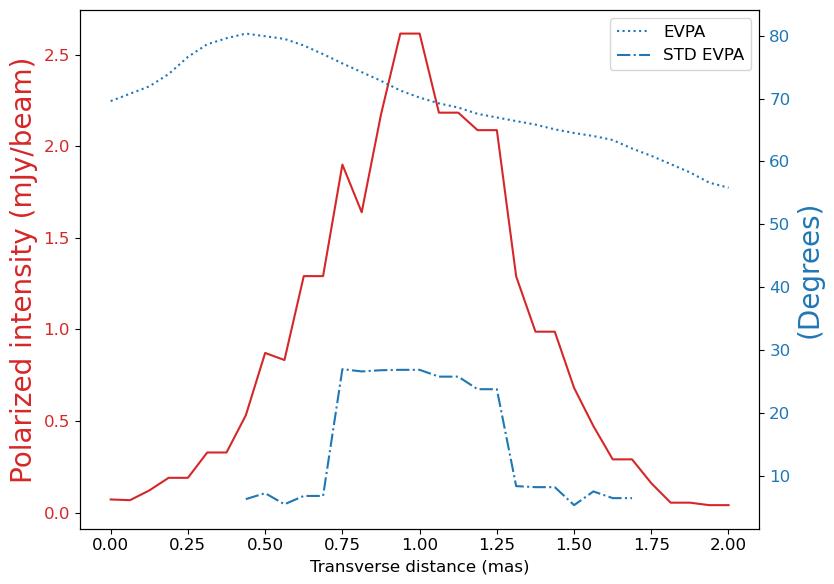 EVPA
STD EVPA
Polarized intensity (mJy/beam)
2.5
2.0
1.5
1.0
0.5
0.0
80
70
60
50
40
30
20
10
(Degrees)
0.00 0.25 0.50 0.75 1.00 1.25 1.50 1.75 2.00
Transverse distance (mas)